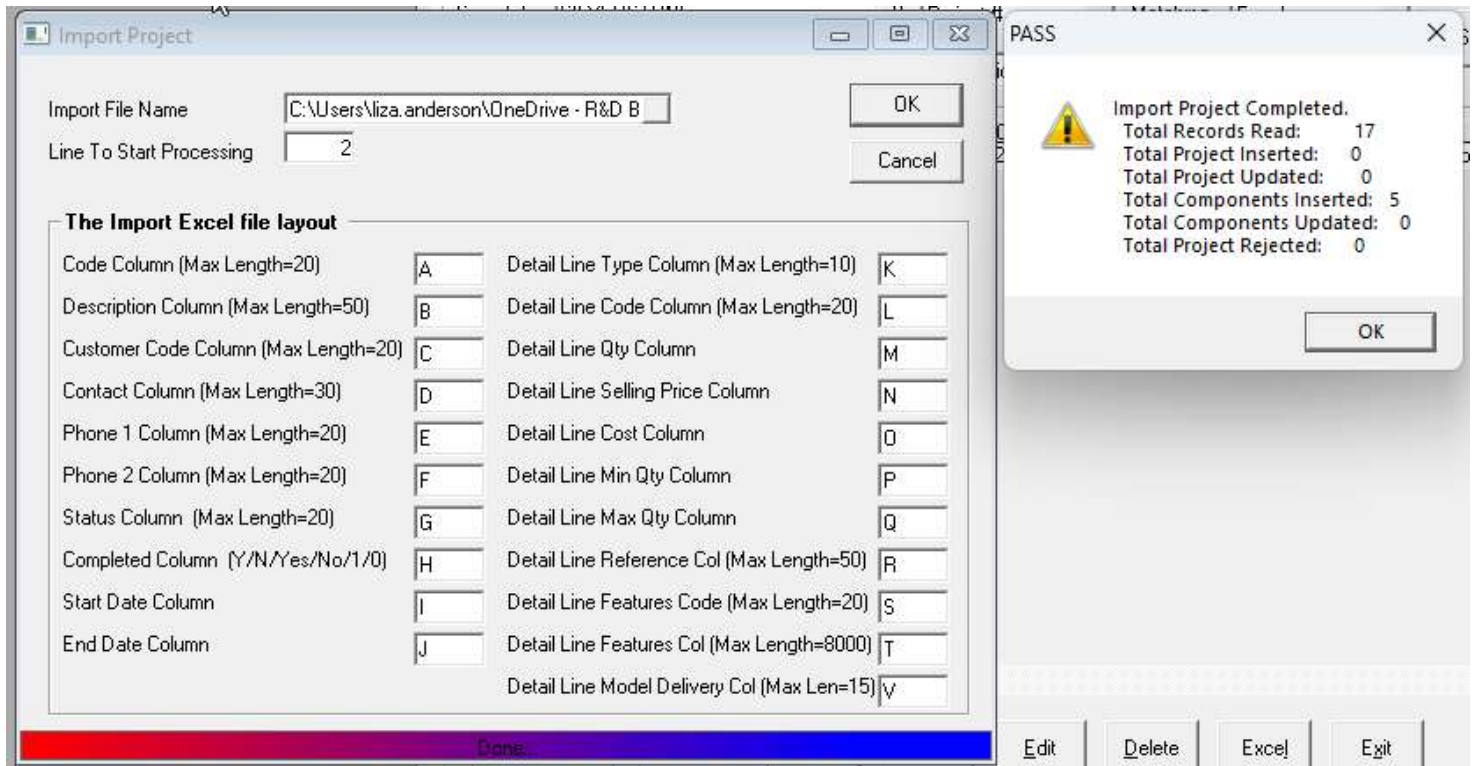 Import Project
Import File Name
C:\Users\liza.anderson\OneDrive - R&D B
OK
Line To Start Processing
2
Cancel
The Import Excel file layout
Code Column (Max Length=20)
A
Detail Line Type Column (Max Length=10)
K
Description Column (Max Length=50)
B
Detail Line Code Column (Max Length=20)
L
Customer Code Column (Max Length=20)
C
Detail Line Qty Column
M
Contact Column (Max Length=30)
D
Detail Line Selling Price Column
N
Phone 1 Column (Max Length=20)
E
Detail Line Cost Column
O
Phone 2 Column (Max Length=20)
F
Detail Line Min Qty Column
P
Status Column (Max Length=20)
G
Detail Line Max Qty Column
Q
Completed Column (Y/N/Yes/No/1/0)
H
Detail Line Reference Col (Max Length=50)
R
Start Date Column
I
Detail Line Features Code (Max Length=20)
S
End Date Column
J
Detail Line Features Col (Max Length=8000)
T
Detail Line Model Delivery Col (Max Len=15)
V
Done...
PASS
Import Project Completed.
Total Records Read: 17
Total Project Inserted: 0
Total Project Updated: 0
Total Components Inserted: 5
Total Components Updated: 0
Total Project Rejected: 0
OK
Edit
Delete
Excel
Exit